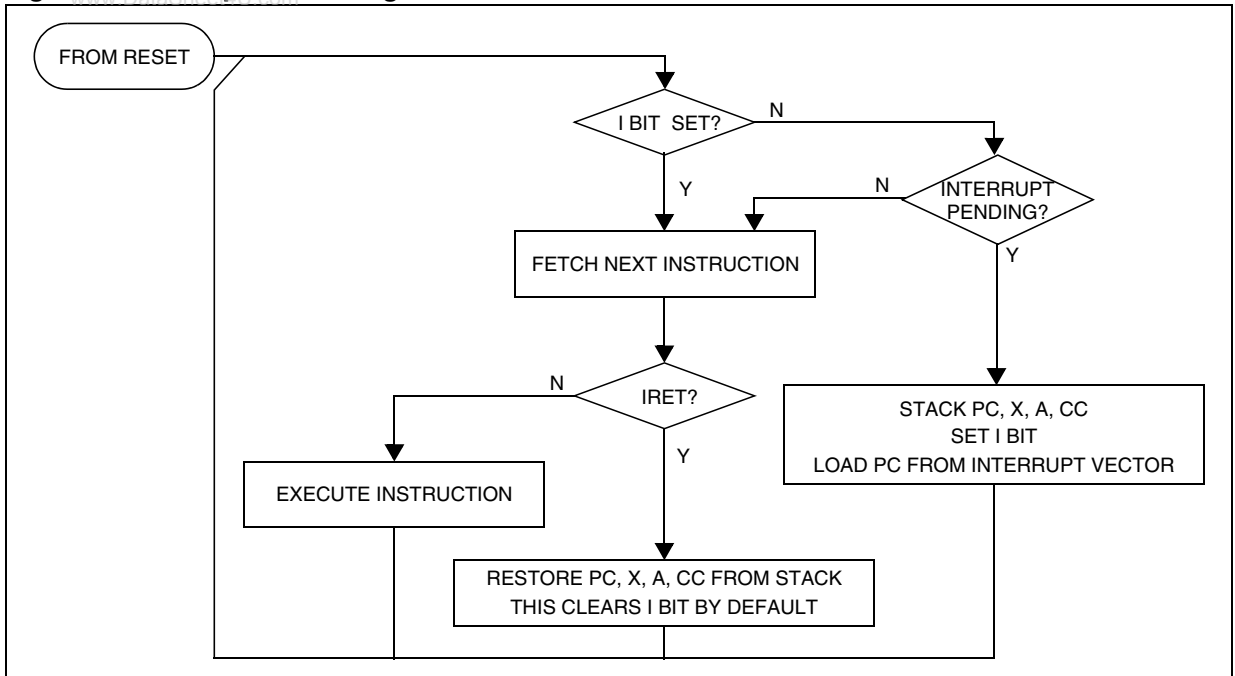 FROM RESET
I BIT SET?
N
Y
N
INTERRUPT
PENDING?
Y
FETCH NEXT INSTRUCTION
N
IRET?
Y
STACK PC, X, A, CC
SET I BIT
LOAD PC FROM INTERRUPT VECTOR
EXECUTE INSTRUCTION
RESTORE PC, X, A, CC FROM STACK
THIS CLEARS I BIT BY DEFAULT